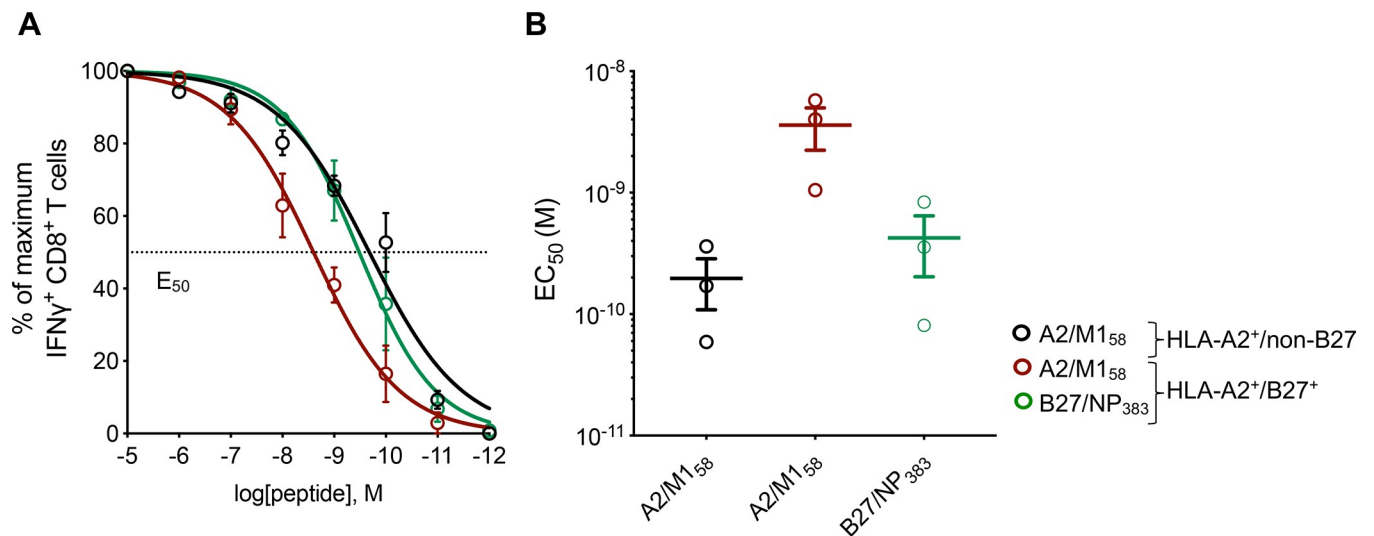 A
% of maximum
IFNγ⁺ CD8⁺ T cells
100
80
60
40
20
0
E₅₀
-5 -6 -7 -8 -9 -10 -11 -12
log[peptide], M
B
EC₅₀ (M)
10⁻⁸
10⁻⁹
10⁻¹⁰
10⁻¹¹
A2/M1₅₈ A2/M1₅₈ B27/NP₃₈₃
A2/M1₅₈ HLA-A2⁺/non-B27
A2/M1₅₈
B27/NP₃₈₃ HLA-A2⁺/B27⁺